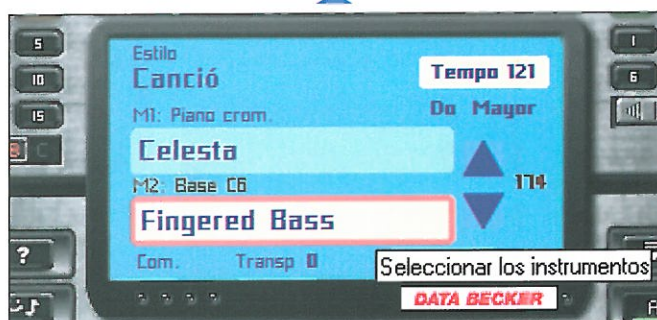 5
10
15
B C
Estilo
Canció
Tempo 121
M1: Piano crom.
Do Mayor
Celesta
M2: Base C6
174
Fingered Bass
Com. Transp 0
Seleccionar los instrumentos
DATA BECKER
?
1
6